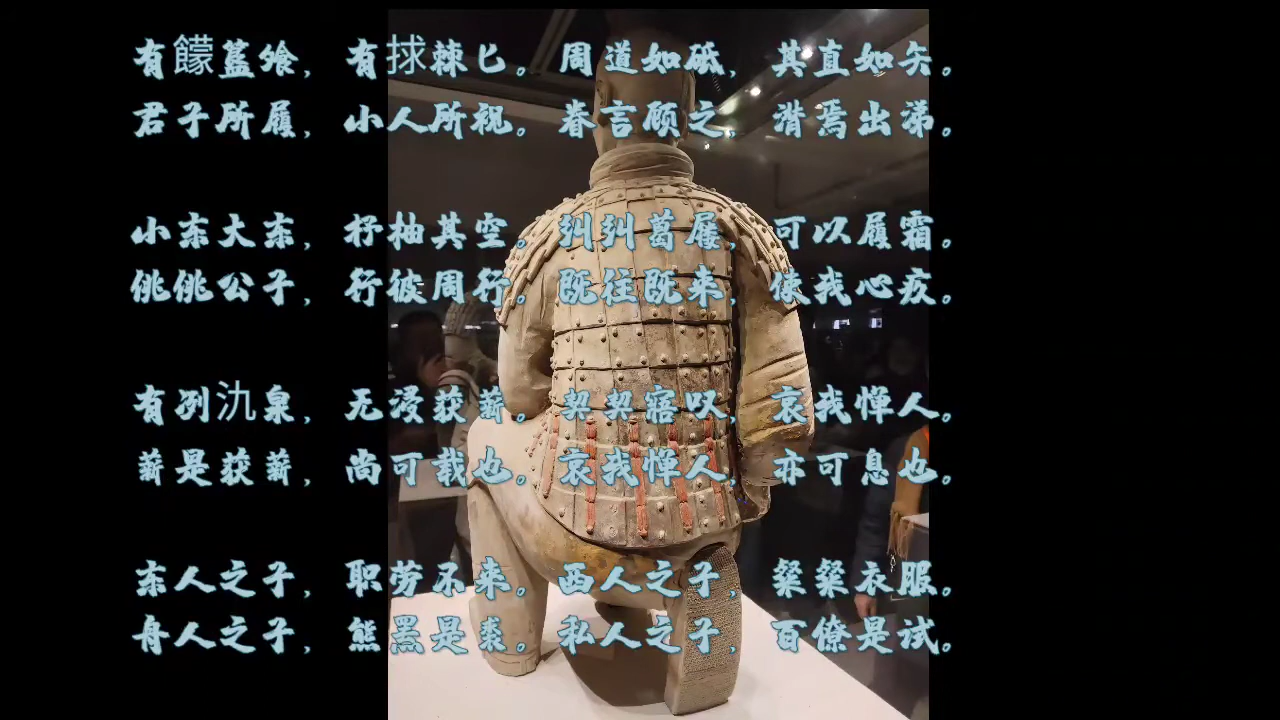 有饛簋飧，有捄棘匕。周道如砥，其直如矢。
君子所履，小人所视。眷言顾之，潸焉出涕。
小东大东，杼柚其空。纠纠葛屦，可以履霜。
佻佻公子，行彼周行。既往既来，使我心疚。
有冽氿泉，无浸获薪。契契寤叹，哀我惮人。
薪是获薪，尚可载也。哀我惮人，亦可息也。
东人之子，职劳不来。西人之子，粲粲衣服。
舟人之子，熊罴是裘。私人之子，百僚是试。